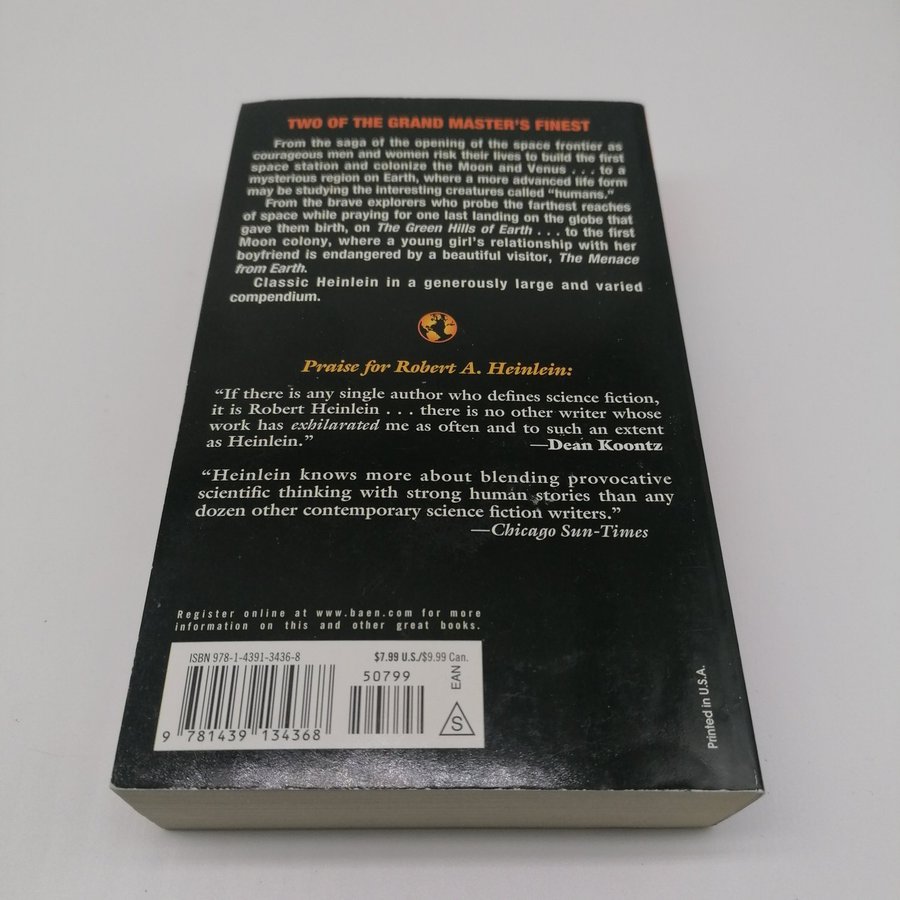 TWO OF THE GRAND MASTER'S FINEST
From the saga of the opening of the space frontier as
courageous men and women risk their lives to build the first
space station and colonize the Moon and Venus . . . to a
mysterious region on Earth, where a more advanced life form
may be studying the interesting creatures called "humans."
From the brave explorers who probe the farthest reaches
of space while praying for one last landing on the globe that
gave them birth, on The Green Hills of Earth . . . to the first
Moon colony, where a young girl's relationship with her
boyfriend is endangered by a beautiful visitor, The Menace
from Earth.
Classic Heinlein in a generously large and varied
compendium.
Praise for Robert A. Heinlein:
"If there is any single author who defines science fiction,
it is Robert Heinlein . . . there is no other writer whose
work has exhilarated me as often and to such an extent
as Heinlein."
—Dean Koontz
"Heinlein knows more about blending provocative
scientific thinking with strong human stories than any
dozen other contemporary science fiction writers."
—Chicago Sun-Times
Register online at www.baen.com for more
information on this and other great books.
ISBN 978-1-4391-3436-8
$7.99 U.S./$9.99 Can.
50799
EAN
S
9 781439 134368
Printed in U.S.A.